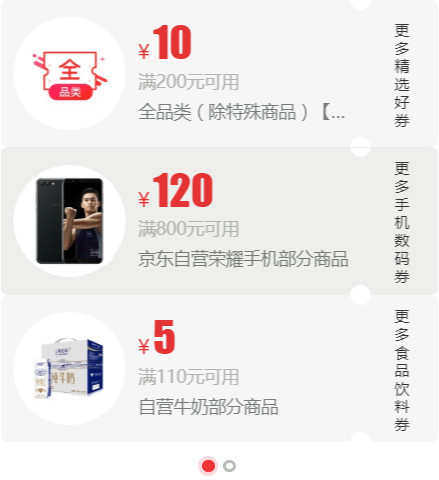 全
品类
¥10
满200元可用
全品类（除特殊商品）【...
更多精选好券
¥120
满800元可用
京东自营荣耀手机部分商品
更多手机数码券
纯牛奶
¥5
满110元可用
自营牛奶部分商品
更多食品饮料券